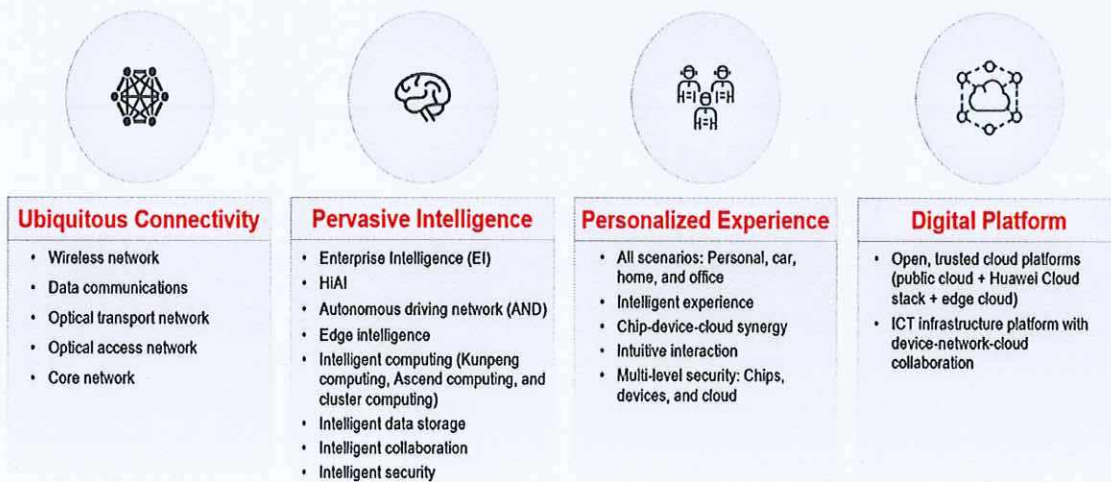 Ubiquitous Connectivity
• Wireless network
• Data communications
• Optical transport network
• Optical access network
• Core network
Pervasive Intelligence
• Enterprise Intelligence (EI)
• HiAI
• Autonomous driving network (AND)
• Edge intelligence
• Intelligent computing (Kunpeng
computing, Ascend computing, and
cluster computing)
• Intelligent data storage
• Intelligent collaboration
• Intelligent security
Personalized Experience
• All scenarios: Personal, car,
home, and office
• Intelligent experience
• Chip-device-cloud synergy
• Intuitive interaction
• Multi-level security: Chips,
devices, and cloud
Digital Platform
• Open, trusted cloud platforms
(public cloud + Huawei Cloud
stack + edge cloud)
• ICT infrastructure platform with
device-network-cloud
collaboration